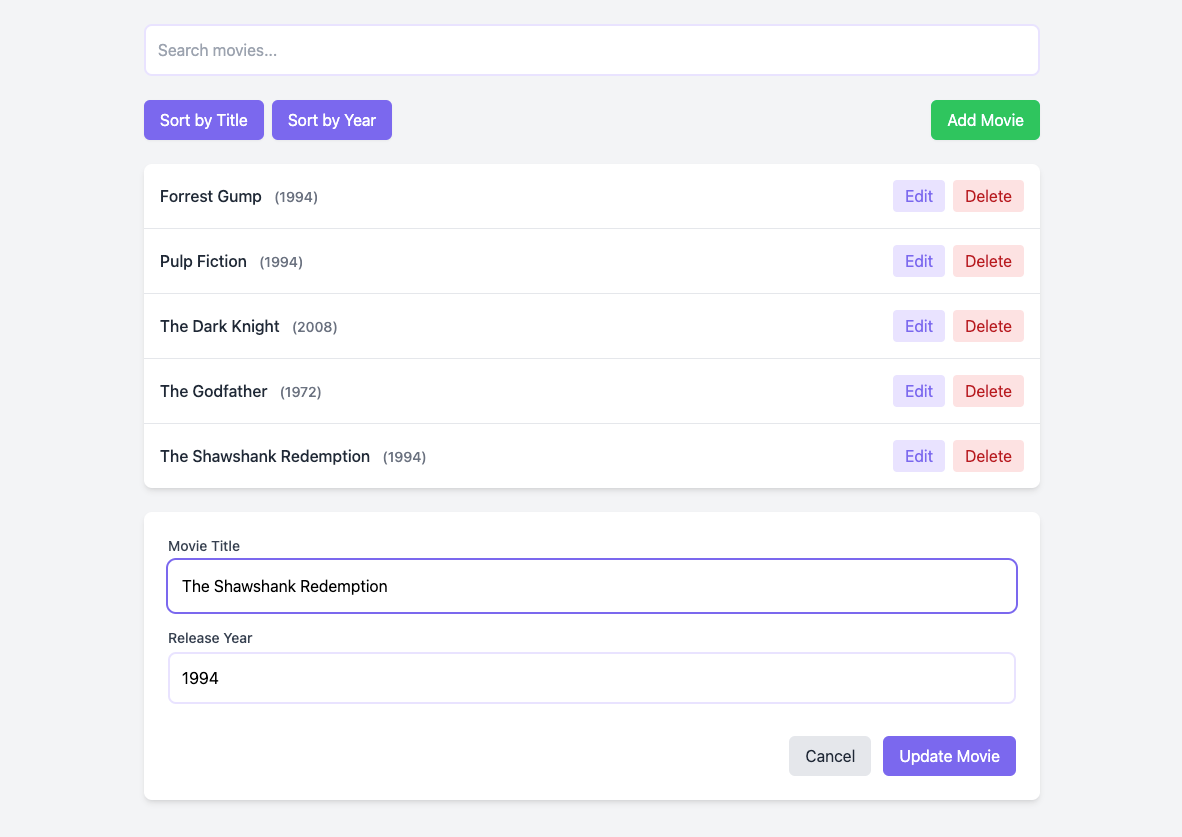 Search movies...
Sort by Title Sort by Year Add Movie
Forrest Gump (1994) Edit Delete
Pulp Fiction (1994) Edit Delete
The Dark Knight (2008) Edit Delete
The Godfather (1972) Edit Delete
The Shawshank Redemption (1994) Edit Delete
Movie Title
The Shawshank Redemption
Release Year
1994
Cancel Update Movie